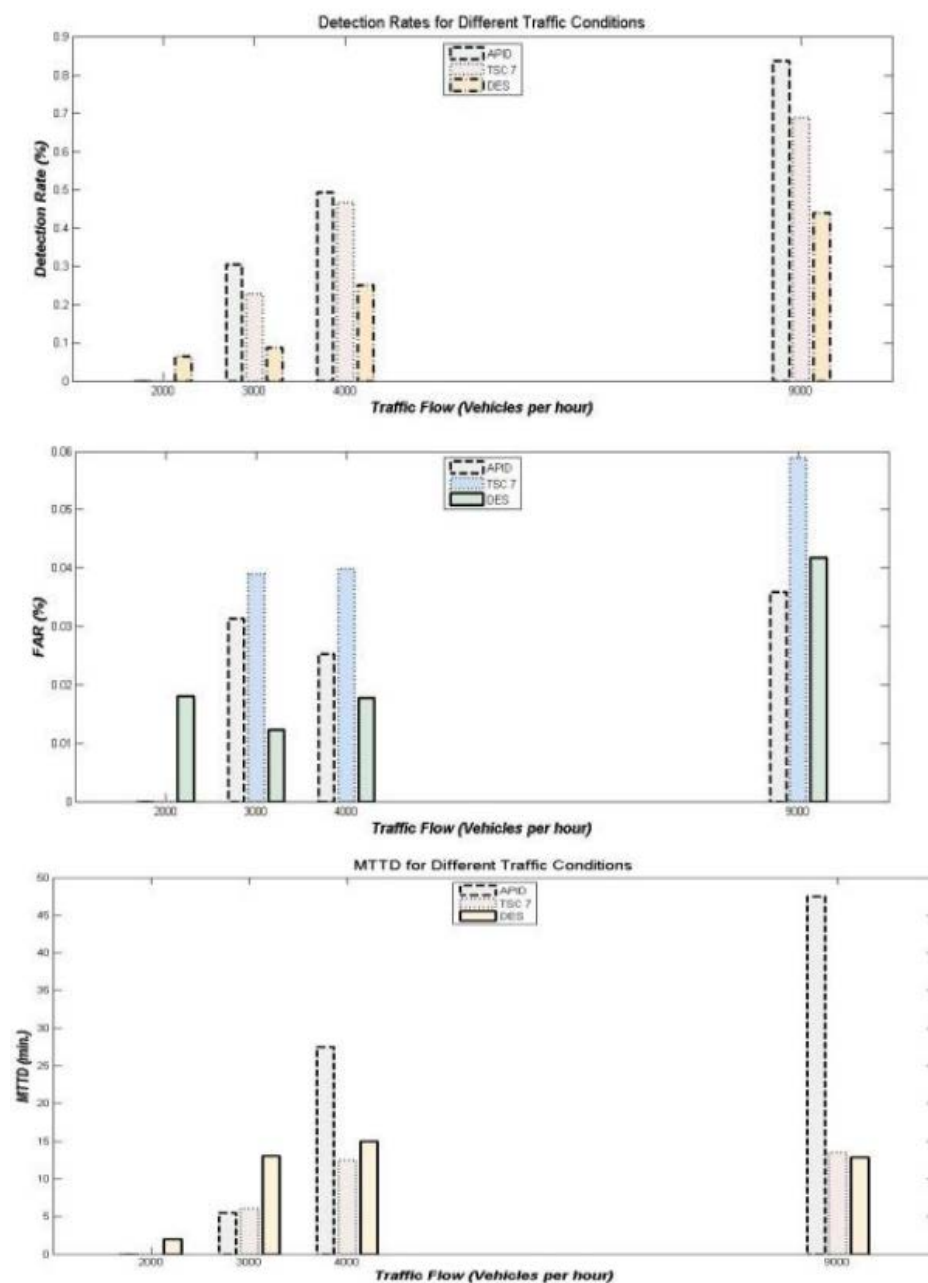 Detection Rates for Different Traffic Conditions
0.9
0.8
0.7
0.6
0.5
0.4
0.3
0.2
0.1
0
Detection Rate (%)
APID
TSC 7
DES
2000 3000 4000 9000
Traffic Flow (Vehicles per hour)
0.06
0.05
0.04
0.03
0.02
0.01
0
FAR (%)
APID
TSC 7
DES
2000 3000 4000 9000
Traffic Flow (Vehicles per hour)
MTTD for Different Traffic Conditions
50
45
40
35
30
25
20
15
10
5
0
MTTD (min.)
APID
TSC 7
DES
2000 3000 4000 9000
Traffic Flow (Vehicles per hour)